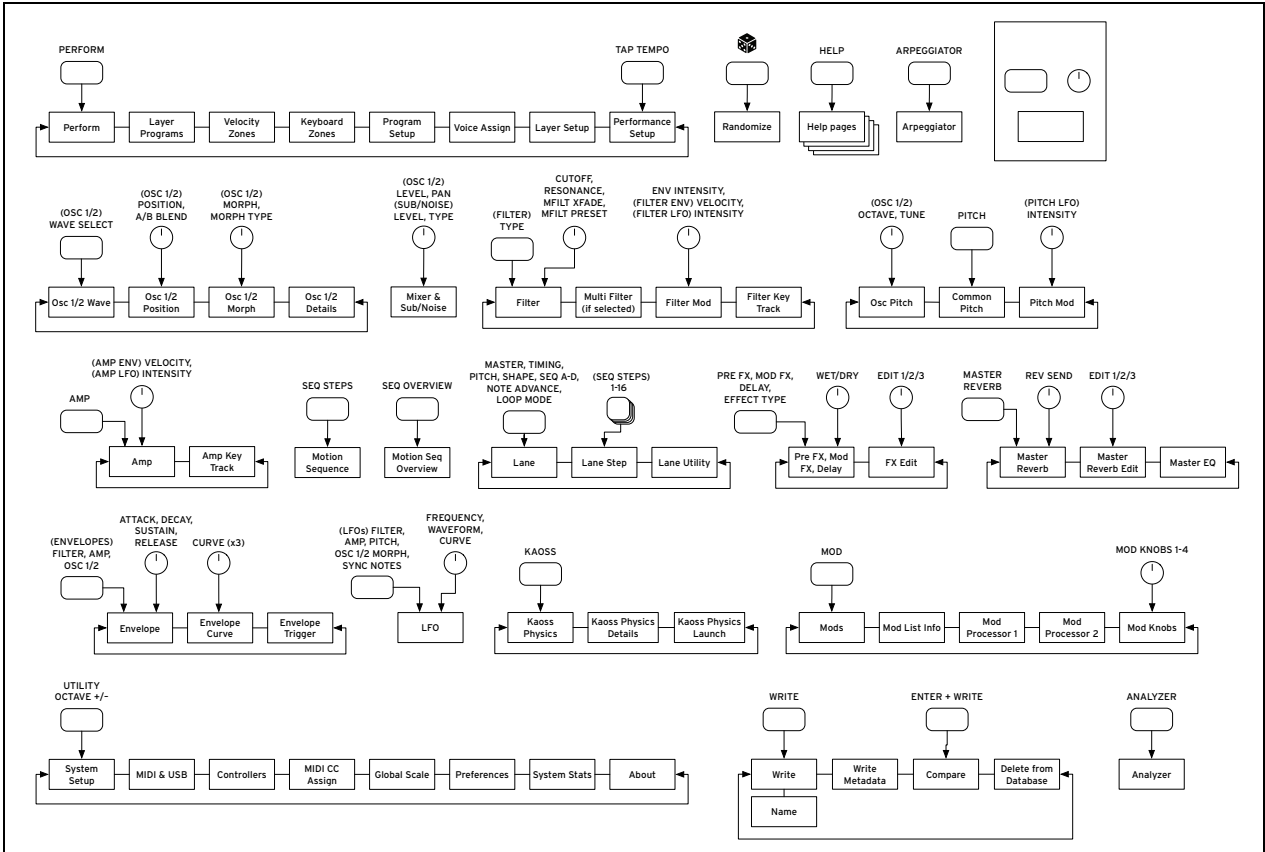 PERFORM
TAP TEMPO
HELP
ARPEGGIATOR
Perform
Layer
Programs
Velocity
Zones
Keyboard
Zones
Program
Setup
Voice Assign
Layer Setup
Performance
Setup
Randomize
Help pages
Arpeggiator
(OSC 1/2)
WAVE SELECT
(OSC 1/2)
POSITION,
A/B BLEND
(OSC 1/2)
MORPH,
MORPH TYPE
(OSC 1/2)
LEVEL, PAN
(SUB/NOISE)
LEVEL, TYPE
(FILTER)
TYPE
CUTOFF,
RESONANCE,
MFILT XFADE,
MFILT PRESET
ENV INTENSITY,
(FILTER ENV) VELOCITY,
(FILTER LFO) INTENSITY
(OSC 1/2)
OCTAVE, TUNE
PITCH
(PITCH LFO)
INTENSITY
Osc 1/2 Wave
Osc 1/2
Position
Osc 1/2
Morph
Osc 1/2
Details
Mixer &
Sub/Noise
Filter
Multi Filter
(if selected)
Filter Mod
Filter Key
Track
Osc Pitch
Common
Pitch
Pitch Mod
AMP
(AMP ENV) VELOCITY,
(AMP LFO) INTENSITY
SEQ STEPS
SEQ OVERVIEW
MASTER, TIMING,
PITCH, SHAPE, SEQ A-D,
NOTE ADVANCE,
LOOP MODE
(SEQ STEPS)
1-16
PRE FX, MOD FX,
DELAY,
EFFECT TYPE
WET/DRY
EDIT 1/2/3
MASTER
REVERB
REV SEND
EDIT 1/2/3
Amp
Amp Key
Track
Motion
Sequence
Motion Seq
Overview
Lane
Lane Step
Lane Utility
Pre FX, Mod
FX, Delay
FX Edit
Master
Reverb
Master
Reverb Edit
Master EQ
(ENVELOPES)
FILTER, AMP,
OSC 1/2
ATTACK, DECAY,
SUSTAIN,
RELEASE
CURVE (x3)
(LFOs) FILTER,
AMP, PITCH,
OSC 1/2 MORPH,
SYNC NOTES
FREQUENCY,
WAVEFORM,
CURVE
KAOSS
MOD
MOD KNOBS 1-4
Envelope
Envelope
Curve
Envelope
Trigger
LFO
Kaoss
Physics
Kaoss Physics
Details
Kaoss Physics
Launch
Mods
Mod List Info
Mod
Processor 1
Mod
Processor 2
Mod Knobs
UTILITY
OCTAVE +/–
WRITE
ENTER + WRITE
ANALYZER
System
Setup
MIDI & USB
Controllers
MIDI CC
Assign
Global Scale
Preferences
System Stats
About
Write
Name
Write
Metadata
Compare
Delete from
Database
Analyzer